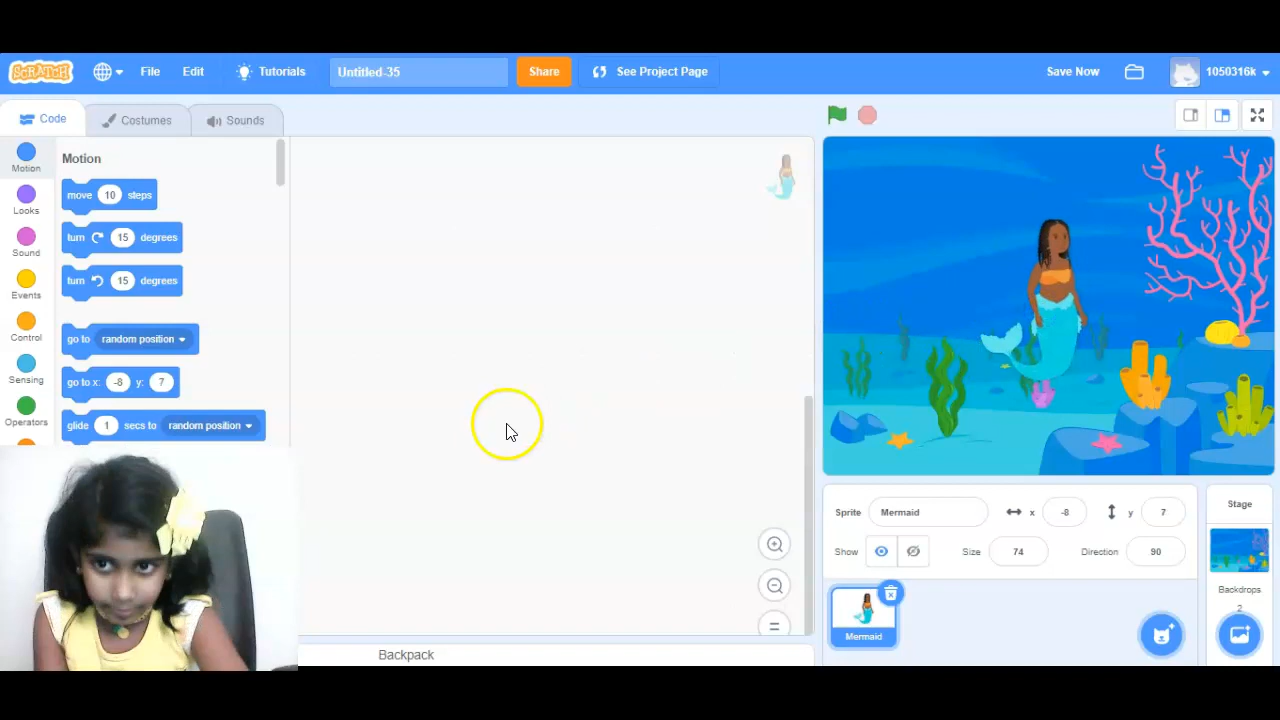 SCRATCH
File
Edit
Tutorials
Untitled-35
Share
See Project Page
Save Now
1050316k
Code
Costumes
Sounds
Motion
Looks
Sound
Events
Control
Sensing
Operators
Motion
move 10 steps
turn 15 degrees
turn 15 degrees
go to random position
go to x: -8 y: 7
glide 1 secs to random position
Backpack
Sprite Mermaid x -8 y 7
Show Size 74 Direction 90
Mermaid
Stage
Backdrops
2